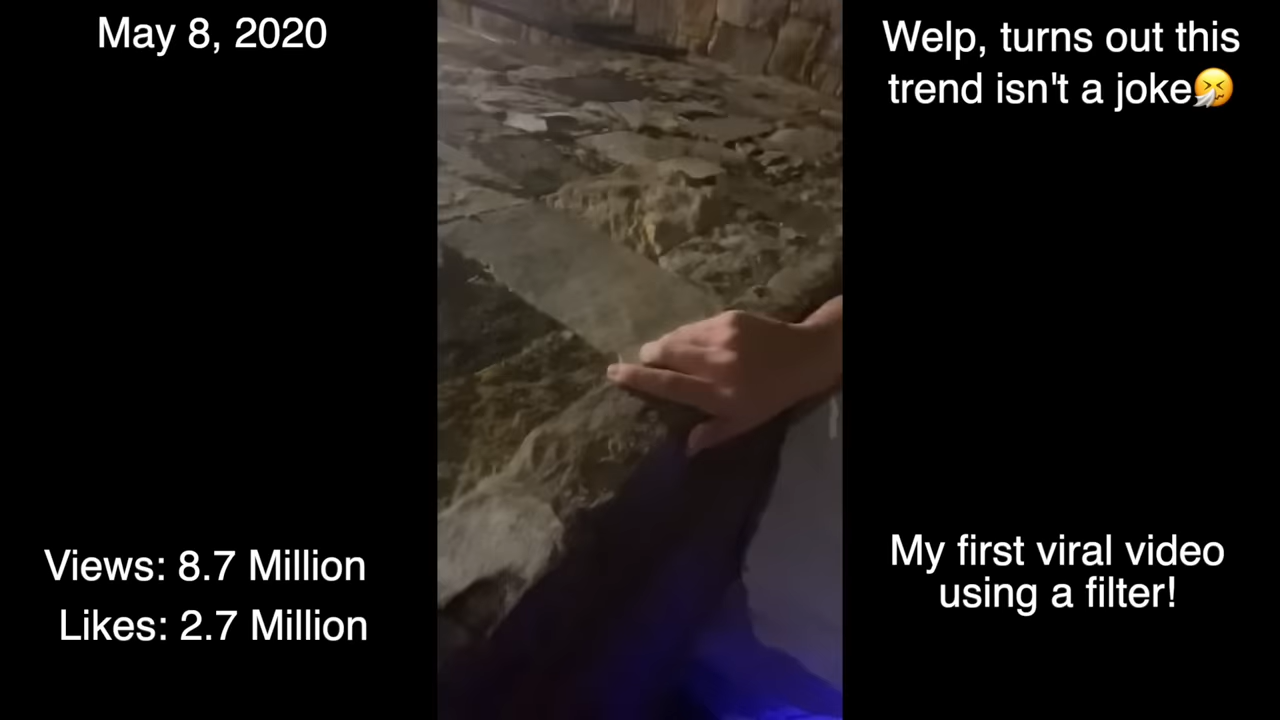 May 8, 2020
Welp, turns out this
trend isn't a joke🤧
Views: 8.7 Million
Likes: 2.7 Million
My first viral video
using a filter!